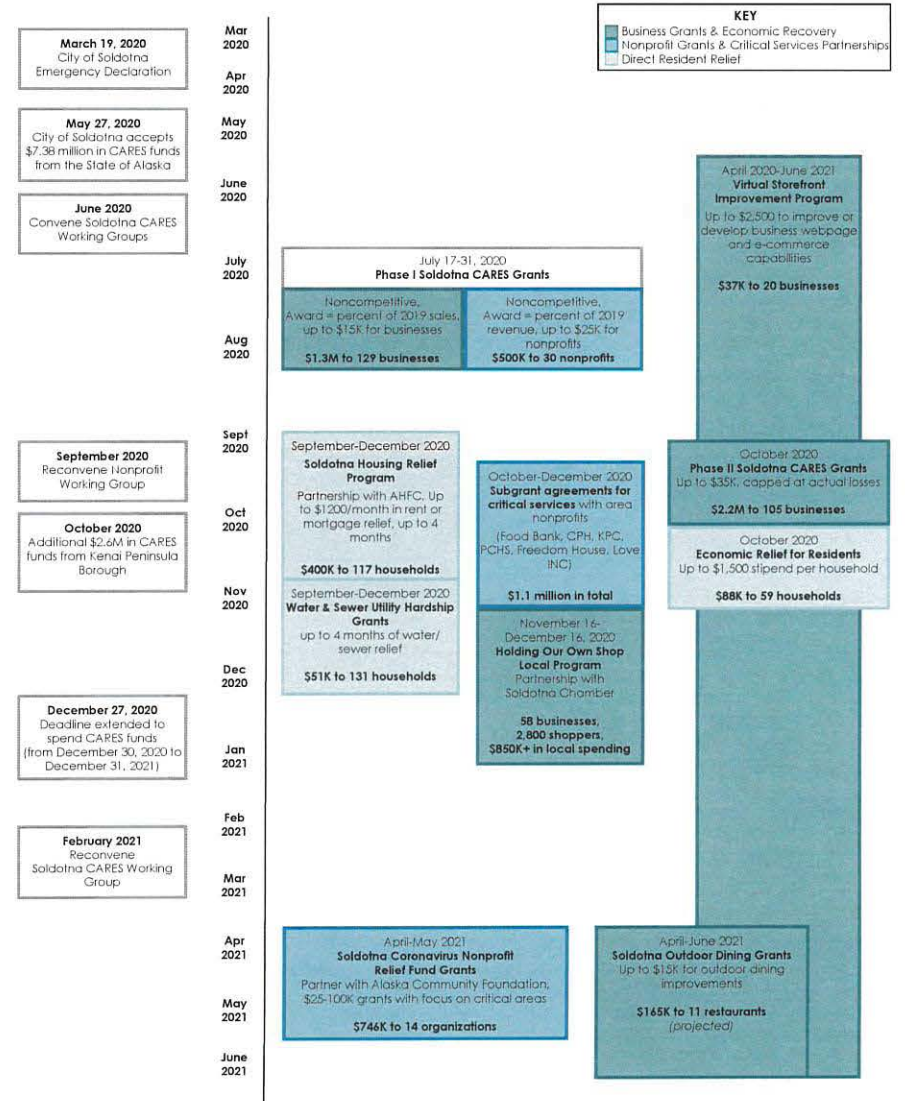 KEY
Business Grants & Economic Recovery
Nonprofit Grants & Critical Services Partnerships
Direct Resident Relief
March 19, 2020
City of Soldotna
Emergency Declaration
May 27, 2020
City of Soldotna accepts
$7.38 million in CARES funds
from the State of Alaska
June 2020
Convene Soldotna CARES
Working Groups
September 2020
Reconvene Nonprofit
Working Group
October 2020
Additional $2.6M in CARES
funds from Kenai Peninsula
Borough
December 27, 2020
Deadline extended to
spend CARES funds
(from December 30, 2020 to
December 31, 2021)
February 2021
Reconvene
Soldotna CARES Working
Group
Mar
2020
Apr
2020
May
2020
June
2020
July
2020
Aug
2020
Sept
2020
Oct
2020
Nov
2020
Dec
2020
Jan
2021
Feb
2021
Mar
2021
Apr
2021
May
2021
June
2021
July 17-31, 2020
Phase I Soldotna CARES Grants
Noncompetitive,
Award = percent of 2019 sales,
up to $15K for businesses
$1.3M to 129 businesses
Noncompetitive,
Award = percent of 2019
revenue, up to $25K for
nonprofits
$500K to 30 nonprofits
April 2020-June 2021
Virtual Storefront
Improvement Program
Up to $2,500 to improve or
develop business webpage
and e-commerce
capabilities
$37K to 20 businesses
September-December 2020
Soldotna Housing Relief
Program
Partnership with AHFC, Up
to $1200/month in rent or
mortgage relief, up to 4
months
$400K to 117 households
September-December 2020
Water & Sewer Utility Hardship
Grants
up to 4 months of water/
sewer relief
$51K to 131 households
October-December 2020
Subgrant agreements for
critical services with area
nonprofits
(Food Bank, CPH, KPC,
PCHS, Freedom House, Love
INC)
$1.1 million in total
November 16-
December 16, 2020
Holding Our Own Shop
Local Program
Partnership with
Soldotna Chamber
58 businesses,
2,800 shoppers,
$850K+ in local spending
October 2020
Phase II Soldotna CARES Grants
Up to $35K, capped at actual losses
$2.2M to 105 businesses
October 2020
Economic Relief for Residents
Up to $1,500 stipend per household
$88K to 59 households
April-May 2021
Soldotna Coronavirus Nonprofit
Relief Fund Grants
Partner with Alaska Community Foundation,
$25-100K grants with focus on critical areas
$746K to 14 organizations
April-June 2021
Soldotna Outdoor Dining Grants
Up to $15K for outdoor dining
improvements
$165K to 11 restaurants
(projected)